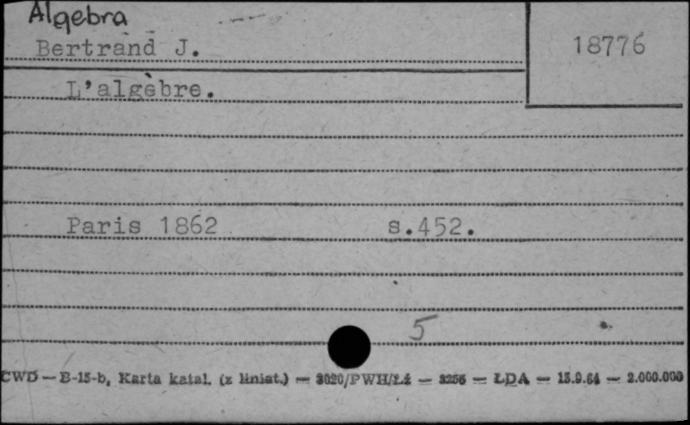 Algebra
Bertrand J.
18776
L'algèbre.
Paris 1862 s.452.
5
CWD — B-15-b, Karta katal. (z liniat.) — 3020/PWH/Łź — 3256 — ŁDA — 15.9.64 — 2.000.000